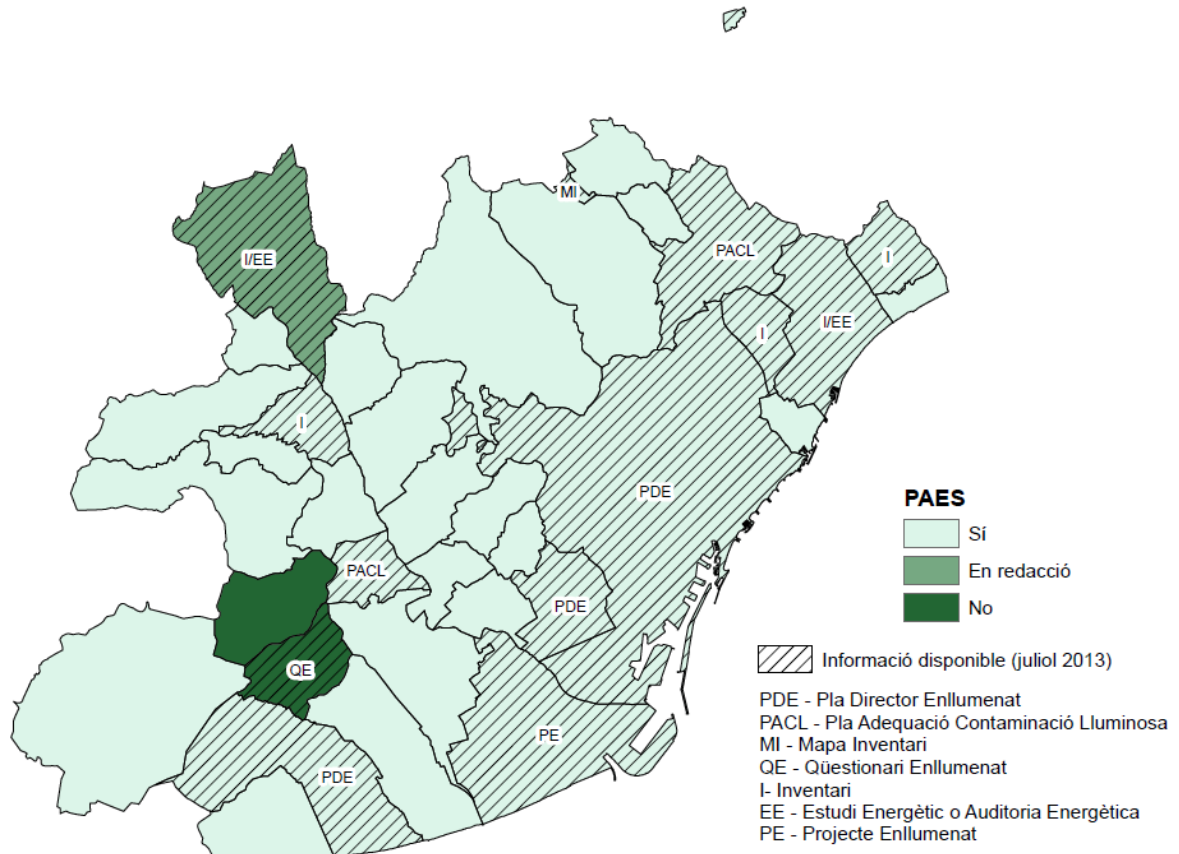 MI
PACL
I
I/EE
I/EE
I
I
PDE
PACL
PDE
QE
PE
PDE
PAES
Sí
En redacció
No
Informació disponible (juliol 2013)
PDE - Pla Director Enllumenat
PACL - Pla Adequació Contaminació Lluminosa
MI - Mapa Inventari
QE - Qüestionari Enllumenat
I- Inventari
EE - Estudi Energètic o Auditoria Energètica
PE - Projecte Enllumenat